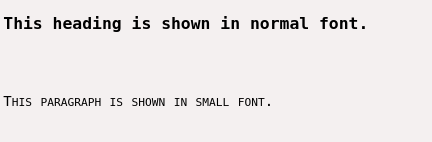 This heading is shown in normal font.
This paragraph is shown in small font.